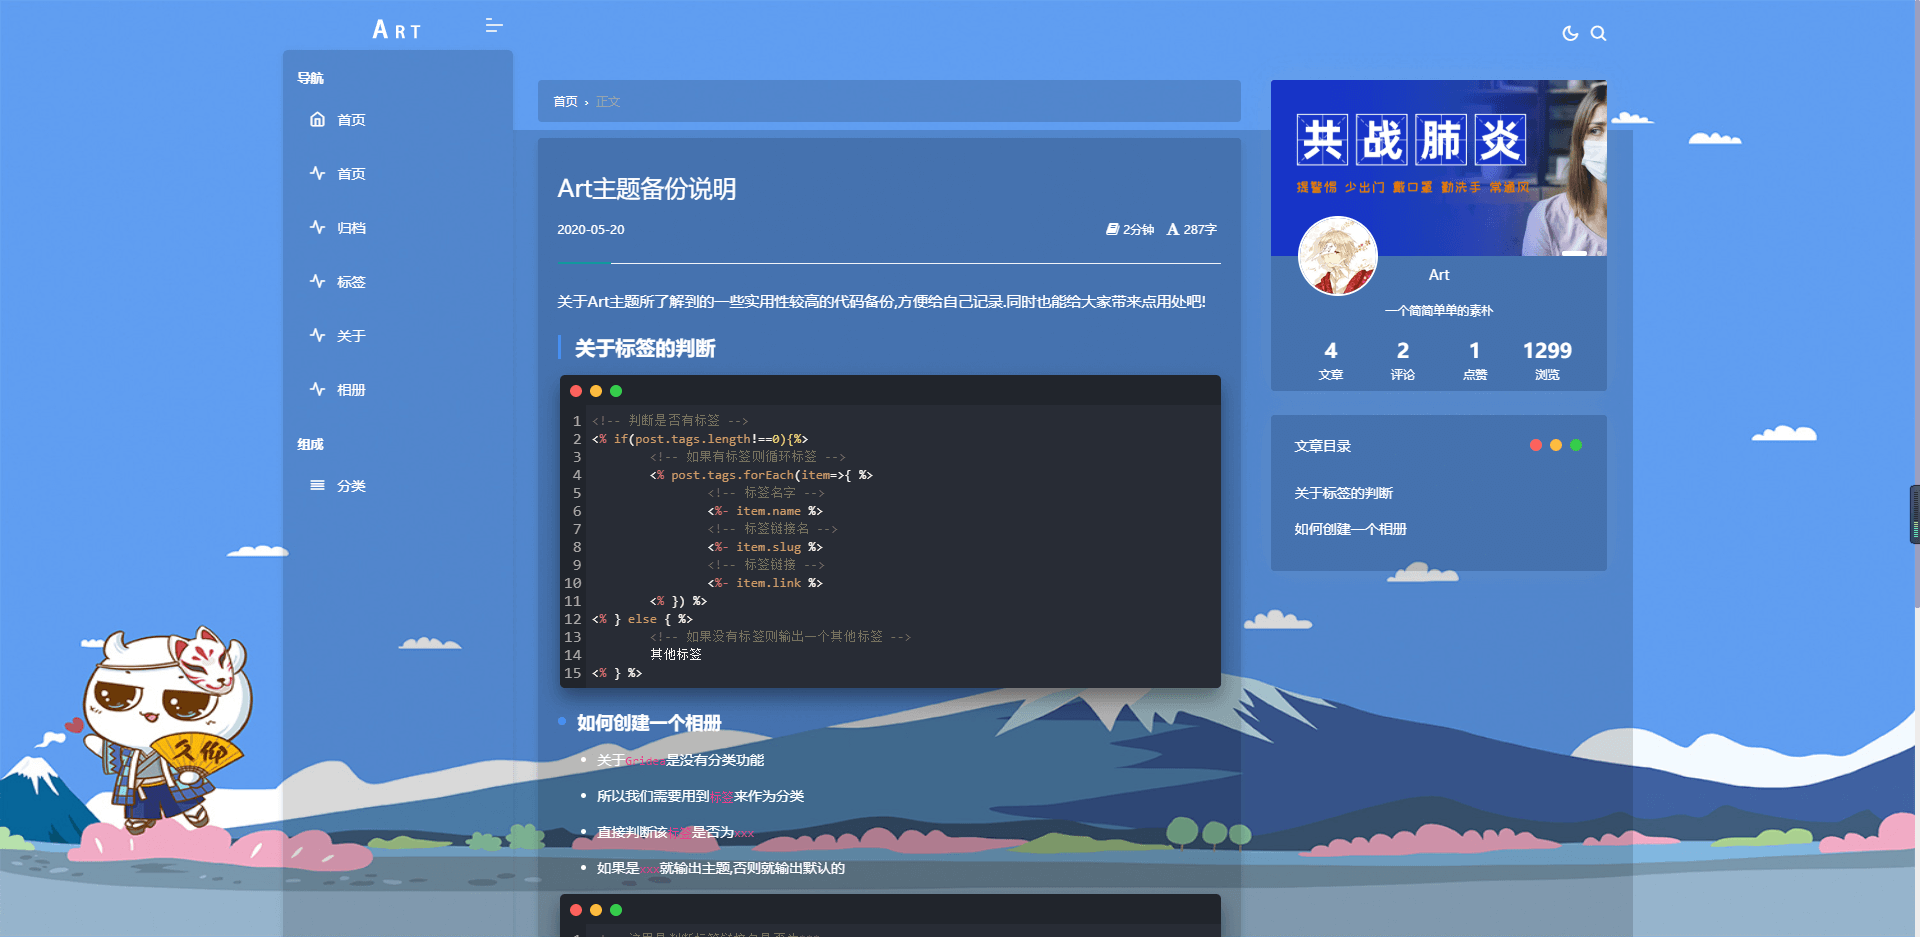 ART
导航
首页
首页
归档
标签
关于
相册
组成
分类
久仰
首页 › 正文
Art主题备份说明
2020-05-20
2分钟 287字
关于Art主题所了解到的一些实用性较高的代码备份,方便给自己记录.同时也能给大家带来点用处吧!
关于标签的判断
1 <!-- 判断是否有标签 -->
2 <% if(post.tags.length!==0){%>
3 <!-- 如果有标签则循环标签 -->
4 <% post.tags.forEach(item=>{ %>
5 <!-- 标签名字 -->
6 <%- item.name %>
7 <!-- 标签链接名 -->
8 <%- item.slug %>
9 <!-- 标签链接 -->
10 <%- item.link %>
11 <% }) %>
12 <% } else { %>
13 <!-- 如果没有标签则输出一个其他标签 -->
14 其他标签
15 <% } %>
如何创建一个相册
关于Gridea是没有分类功能
所以我们需要用到标签来作为分类
直接判断该标签是否为xxx
如果是xxx就输出主题,否则就输出默认的
共战肺炎
提警惕 少出门 戴口罩 勤洗手 常通风
Art
一个简简单单的素朴
4 2 1 1299
文章 评论 点赞 浏览
文章目录
关于标签的判断
如何创建一个相册